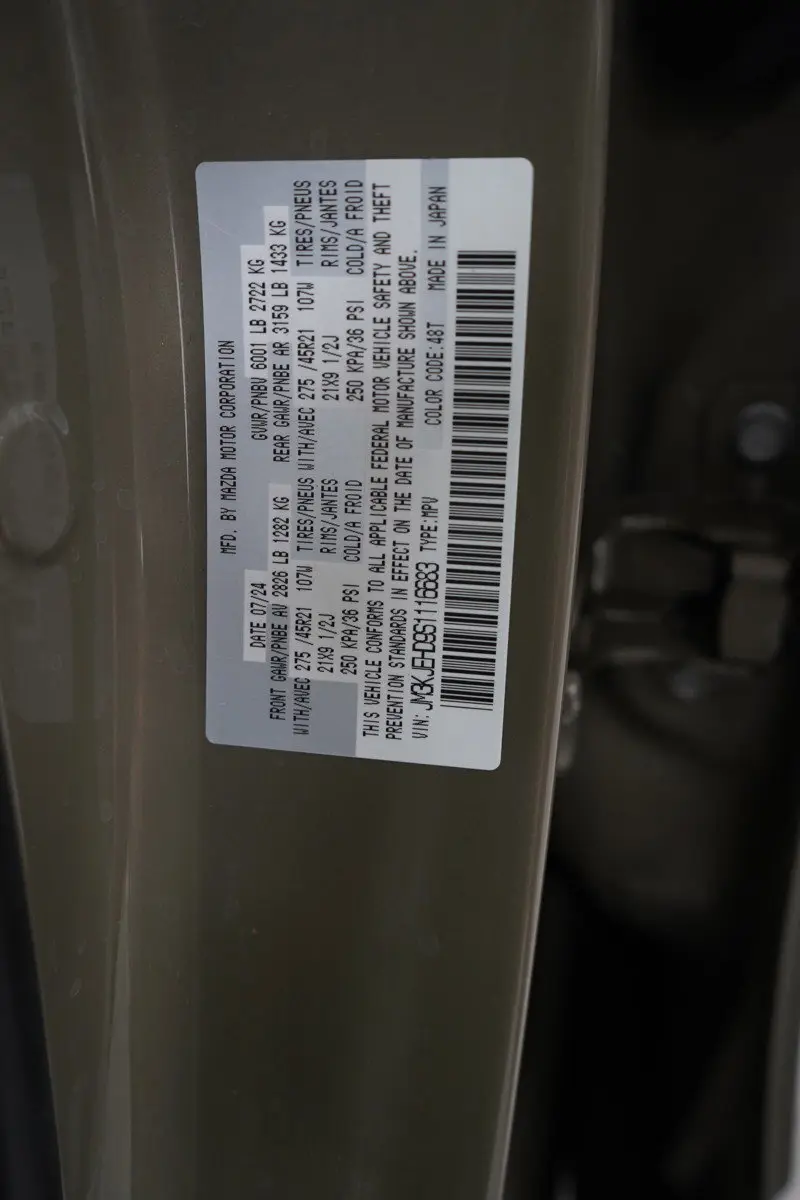 MFD. BY MAZDA MOTOR CORPORATION
DATE 07/24 GVWR/PNBV 6001 LB 2722 KG
FRONT GAWR/PNBE AV 2826 LB 1282 KG REAR GAWR/PNBE AR 3159 LB 1433 KG
WITH/AVEC 275 /45R21 107W TIRES/PNEUS WITH/AVEC 275 /45R21 107W TIRES/PNEUS
21X9 1/2J RIMS/JANTES 21X9 1/2J RIMS/JANTES
250 KPA/36 PSI COLD/A FROID 250 KPA/36 PSI COLD/A FROID
THIS VEHICLE CONFORMS TO ALL APPLICABLE FEDERAL MOTOR VEHICLE SAFETY AND THEFT
PREVENTION STANDARDS IN EFFECT ON THE DATE OF MANUFACTURE SHOWN ABOVE.
VIN: JM3KJEHD9S1116683 TYPE:MPV COLOR CODE:48T MADE IN JAPAN